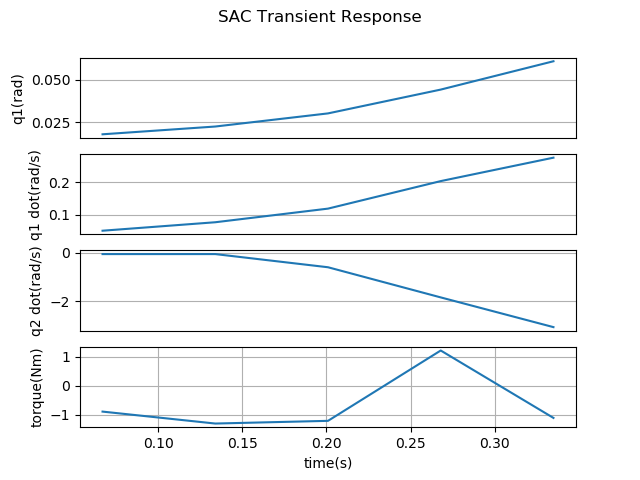 SAC Transient Response
q1(rad)
0.050
0.025
q1 dot(rad/s)
0.2
0.1
q2 dot(rad/s)
0
−2
torque(Nm)
1
0
−1
0.10 0.15 0.20 0.25 0.30
time(s)